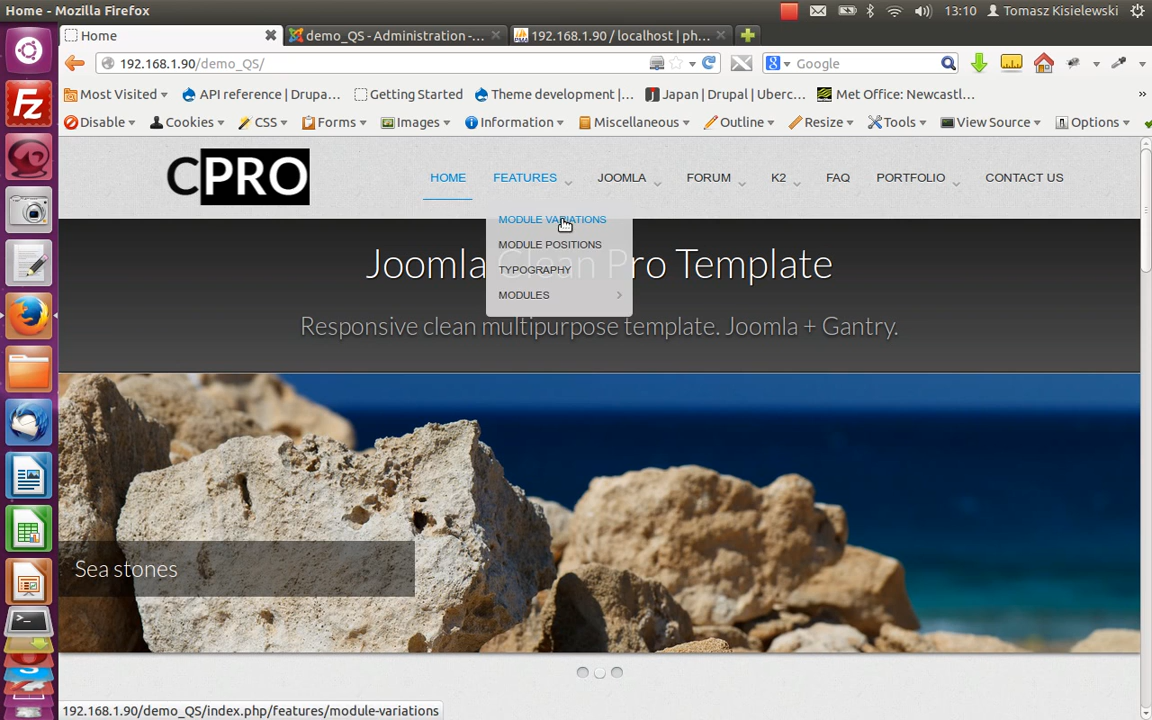 Home - Mozilla Firefox
13:10
Tomasz Kisielewski
Home
demo_QS - Administration -...
192.168.1.90 / localhost | ph...
192.168.1.90/demo_QS/
Google
Most Visited
API reference | Drupa...
Getting Started
Theme development |...
Japan | Drupal | Uberc...
Met Office: Newcastl...
»
Disable
Cookies
CSS
Forms
Images
Information
Miscellaneous
Outline
Resize
Tools
View Source
Options
CPRO
HOME
FEATURES
JOOMLA
FORUM
K2
FAQ
PORTFOLIO
CONTACT US
MODULE VARIATIONS
MODULE POSITIONS
TYPOGRAPHY
MODULES
Joomla Clean Pro Template
Responsive clean multipurpose template. Joomla + Gantry.
Sea stones
192.168.1.90/demo_QS/index.php/features/module-variations